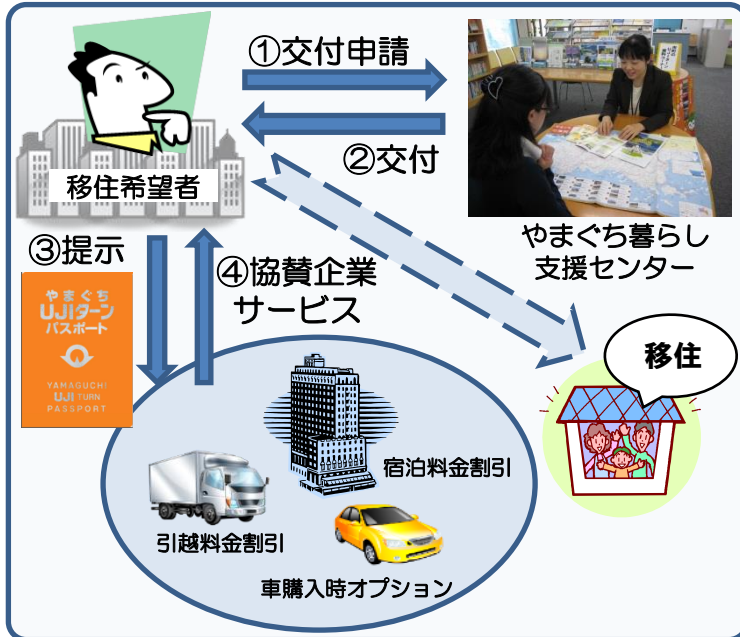 ①交付申請
②交付
移住希望者
やまぐち暮らし
支援センター
③提示
④協賛企業
サービス
やまぐち
UJIターン
パスポート
YAMAGUCHI
UJI TURN
PASSPORT
移住
宿泊料金割引
引越料金割引
車購入時オプション